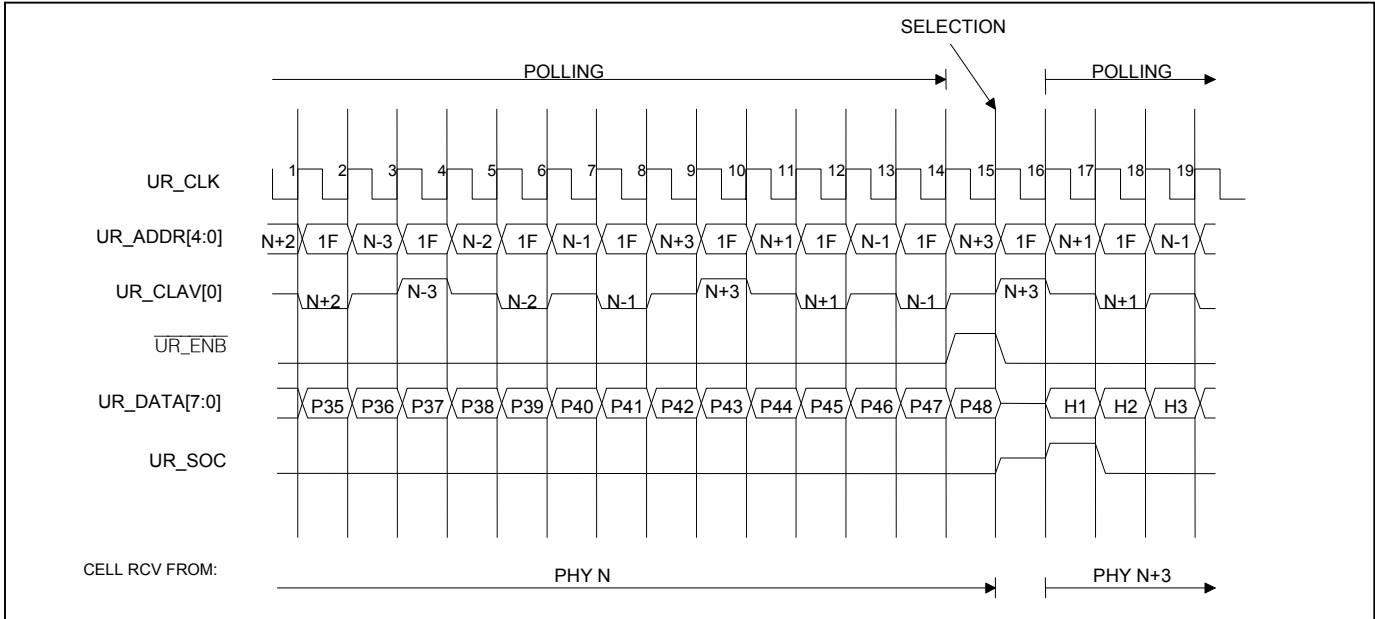 SELECTION
POLLING POLLING
UR_CLK 1 2 3 4 5 6 7 8 9 10 11 12 13 14 15 16 17 18 19
UR_ADDR[4:0] N+2 1F N-3 1F N-2 1F N-1 1F N+3 1F N+1 1F N-1 1F N+3 1F N+1 1F N-1
UR_CLAV[0] N+2 N-3 N-2 N-1 N+3 N+1 N-1 N+3 N+1
UR_ENB
UR_DATA[7:0] P35 P36 P37 P38 P39 P40 P41 P42 P43 P44 P45 P46 P47 P48 H1 H2 H3
UR_SOC
CELL RCV FROM: PHY N PHY N+3